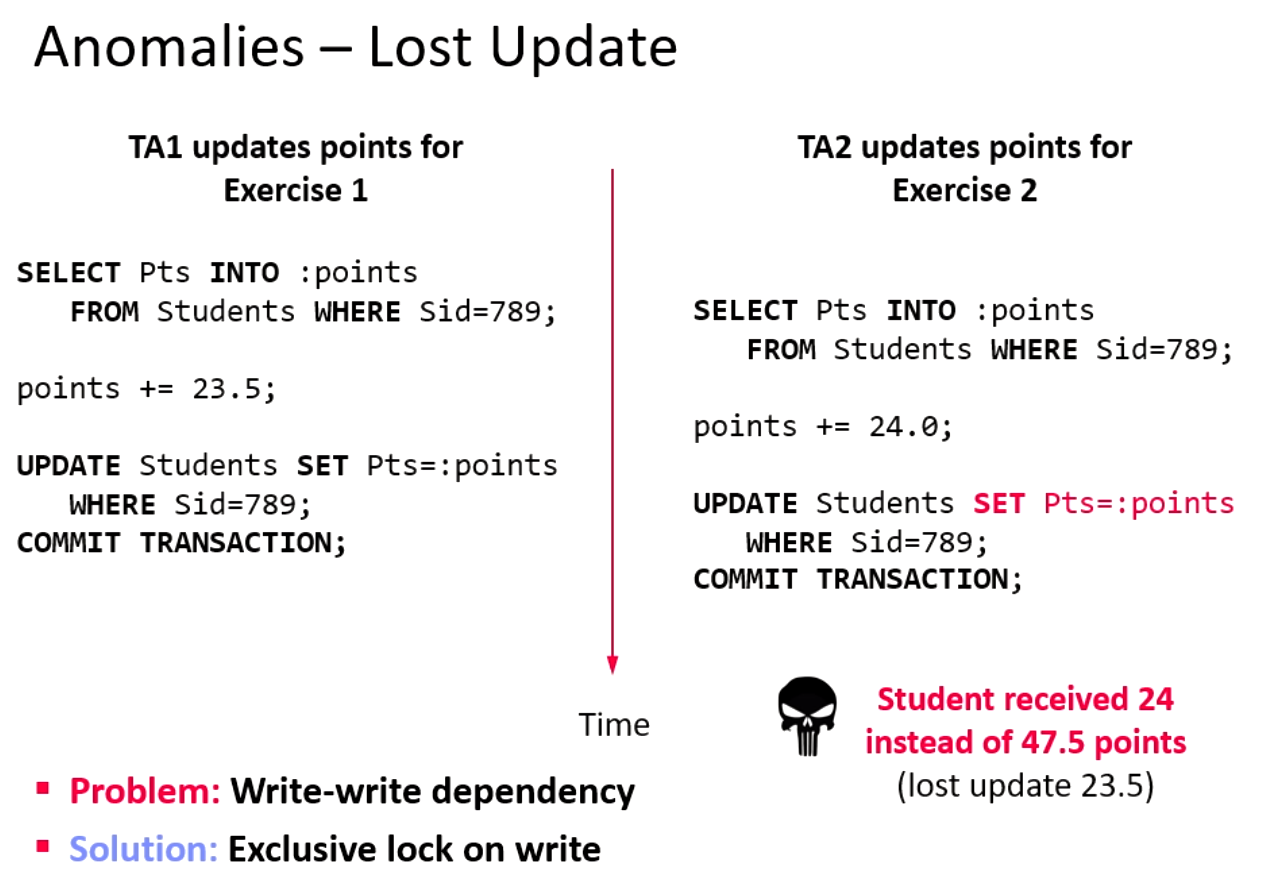 Anomalies – Lost Update
TA1 updates points for
Exercise 1
SELECT Pts INTO :points
FROM Students WHERE Sid=789;
points += 23.5;
UPDATE Students SET Pts=:points
WHERE Sid=789;
COMMIT TRANSACTION;
TA2 updates points for
Exercise 2
SELECT Pts INTO :points
FROM Students WHERE Sid=789;
points += 24.0;
UPDATE Students SET Pts=:points
WHERE Sid=789;
COMMIT TRANSACTION;
Time
Student received 24
instead of 47.5 points
(lost update 23.5)
▪ Problem: Write-write dependency
▪ Solution: Exclusive lock on write